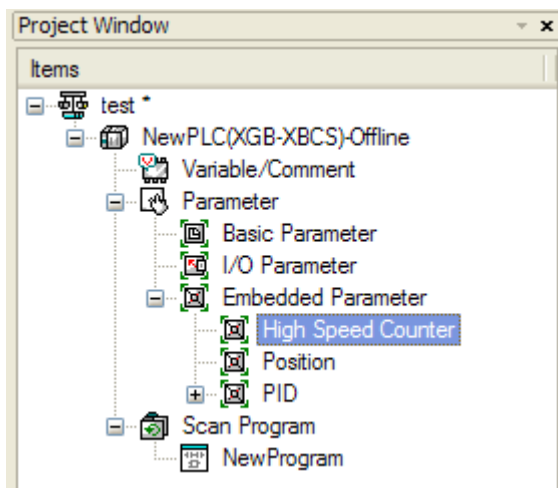 Project Window
Items
test *
NewPLC(XGB-XBCS)-Offline
Variable/Comment
Parameter
Basic Parameter
I/O Parameter
Embedded Parameter
High Speed Counter
Position
PID
Scan Program
NewProgram